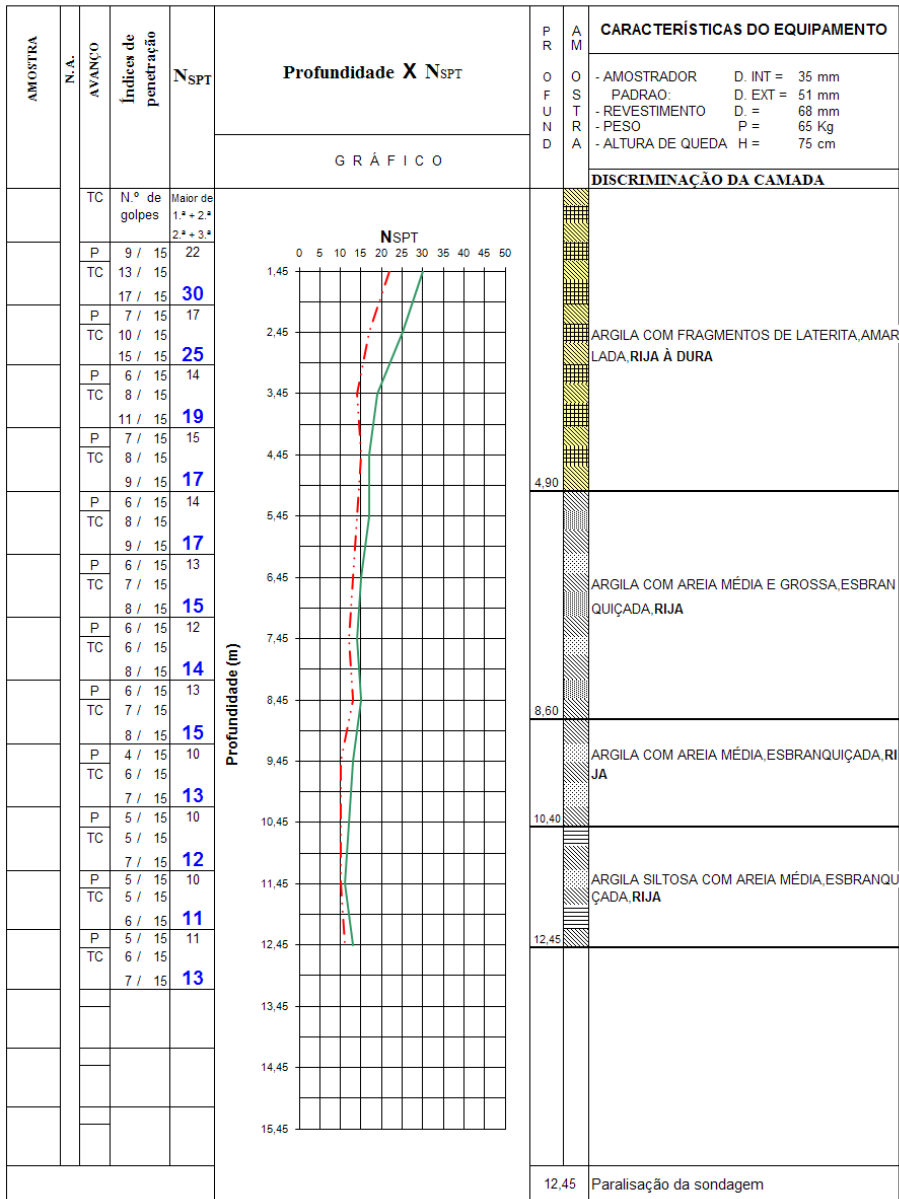 AMOSTRA
N.A.
AVANÇO
Índices de penetração
NSPT
Profundidade X NSPT
GRÁFICO
PROFUND
AMOSTRA
CARACTERÍSTICAS DO EQUIPAMENTO
- AMOSTRADOR D. INT = 35 mm
PADRAO: D. EXT = 51 mm
- REVESTIMENTO D. = 68 mm
- PESO P = 65 Kg
- ALTURA DE QUEDA H = 75 cm
DISCRIMINAÇÃO DA CAMADA
TC N.º de golpes Maior de
1.ª + 2.ª
2.ª + 3.ª
P 9 / 15 22
TC 13 / 15
17 / 15 30
P 7 / 15 17
TC 10 / 15
15 / 15 25
P 6 / 15 14
TC 8 / 15
11 / 15 19
P 7 / 15 15
TC 8 / 15
9 / 15 17
P 6 / 15 14
TC 8 / 15
9 / 15 17
P 6 / 15 13
TC 7 / 15
8 / 15 15
P 6 / 15 12
TC 6 / 15
8 / 15 14
P 6 / 15 13
TC 7 / 15
8 / 15 15
P 4 / 15 10
TC 6 / 15
7 / 15 13
P 5 / 15 10
TC 5 / 15
7 / 15 12
P 5 / 15 10
TC 5 / 15
6 / 15 11
P 5 / 15 11
TC 6 / 15
7 / 15 13
NSPT
0 5 10 15 20 25 30 35 40 45 50
Profundidade (m)
1,45
2,45
3,45
4,45
5,45
6,45
7,45
8,45
9,45
10,45
11,45
12,45
13,45
14,45
15,45
ARGILA COM FRAGMENTOS DE LATERITA,AMAR
LADA,RIJA À DURA
4,90
ARGILA COM AREIA MÉDIA E GROSSA,ESBRAN
QUIÇADA,RIJA
8,60
ARGILA COM AREIA MÉDIA,ESBRANQUIÇADA,RI
JA
10,40
ARGILA SILTOSA COM AREIA MÉDIA,ESBRANQU
ÇADA,RIJA
12,45
12,45 Paralisação da sondagem